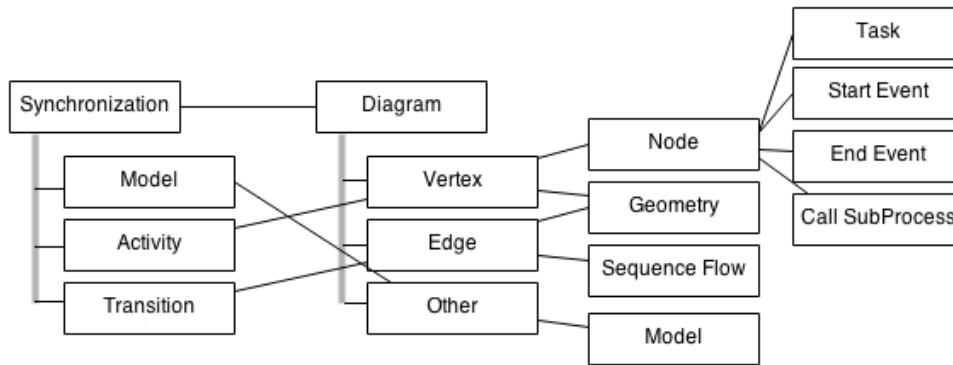 Synchronization
Model
Activity
Transition
Diagram
Vertex
Edge
Other
Node
Geometry
Sequence Flow
Model
Task
Start Event
End Event
Call SubProcess